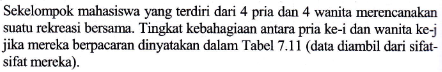 Sekelompok mahasiswa yang terdiri dari 4 pria dan 4 wanita merencanakan
suatu rekreasi bersama. Tingkat kebahagiaan antara pria ke-i dan wanita ke-j
jika mereka berpacaran dinyatakan dalam Tabel 7.11 (data diambil dari sifat-
sifat mereka).